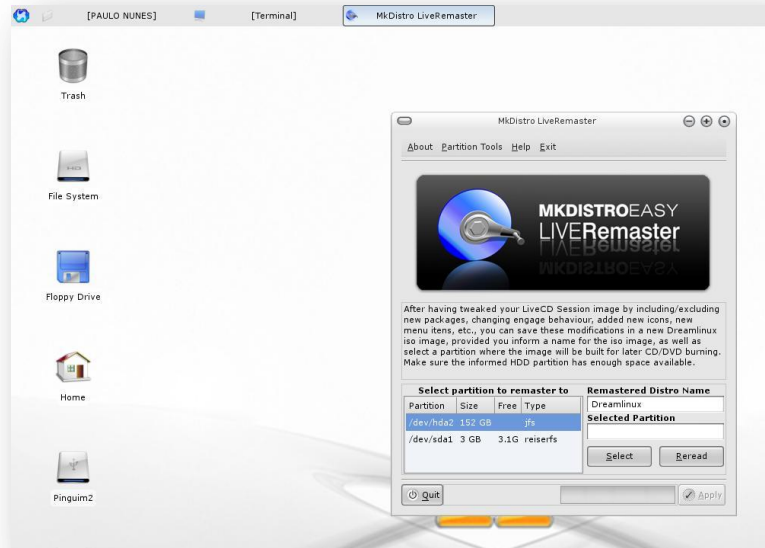 [PAULO NUNES]
[Terminal]
MkDistro LiveRemaster
Trash
HD
File System
Floppy Drive
Home
Pinguim2
MkDistro LiveRemaster
About Partition Tools Help Exit
MKDISTROEASY
LIVERemaster
After having tweaked your LiveCD Session image by including/excluding
new packages, changing engage behaviour, added new icons, new
menu itens, etc., you can save these modifications in a new Dreamlinux
iso image, provided you inform a name for the iso image, as well as
select a partition where the image will be built for later CD/DVD burning.
Make sure the informed HDD partition has enough space available.
Select partition to remaster to
Partition Size Free Type
/dev/hda2 152 GB jfs
/dev/sda1 3 GB 3.1G reiserfs
Remastered Distro Name
Dreamlinux
Selected Partition
Select Reread
Quit Apply